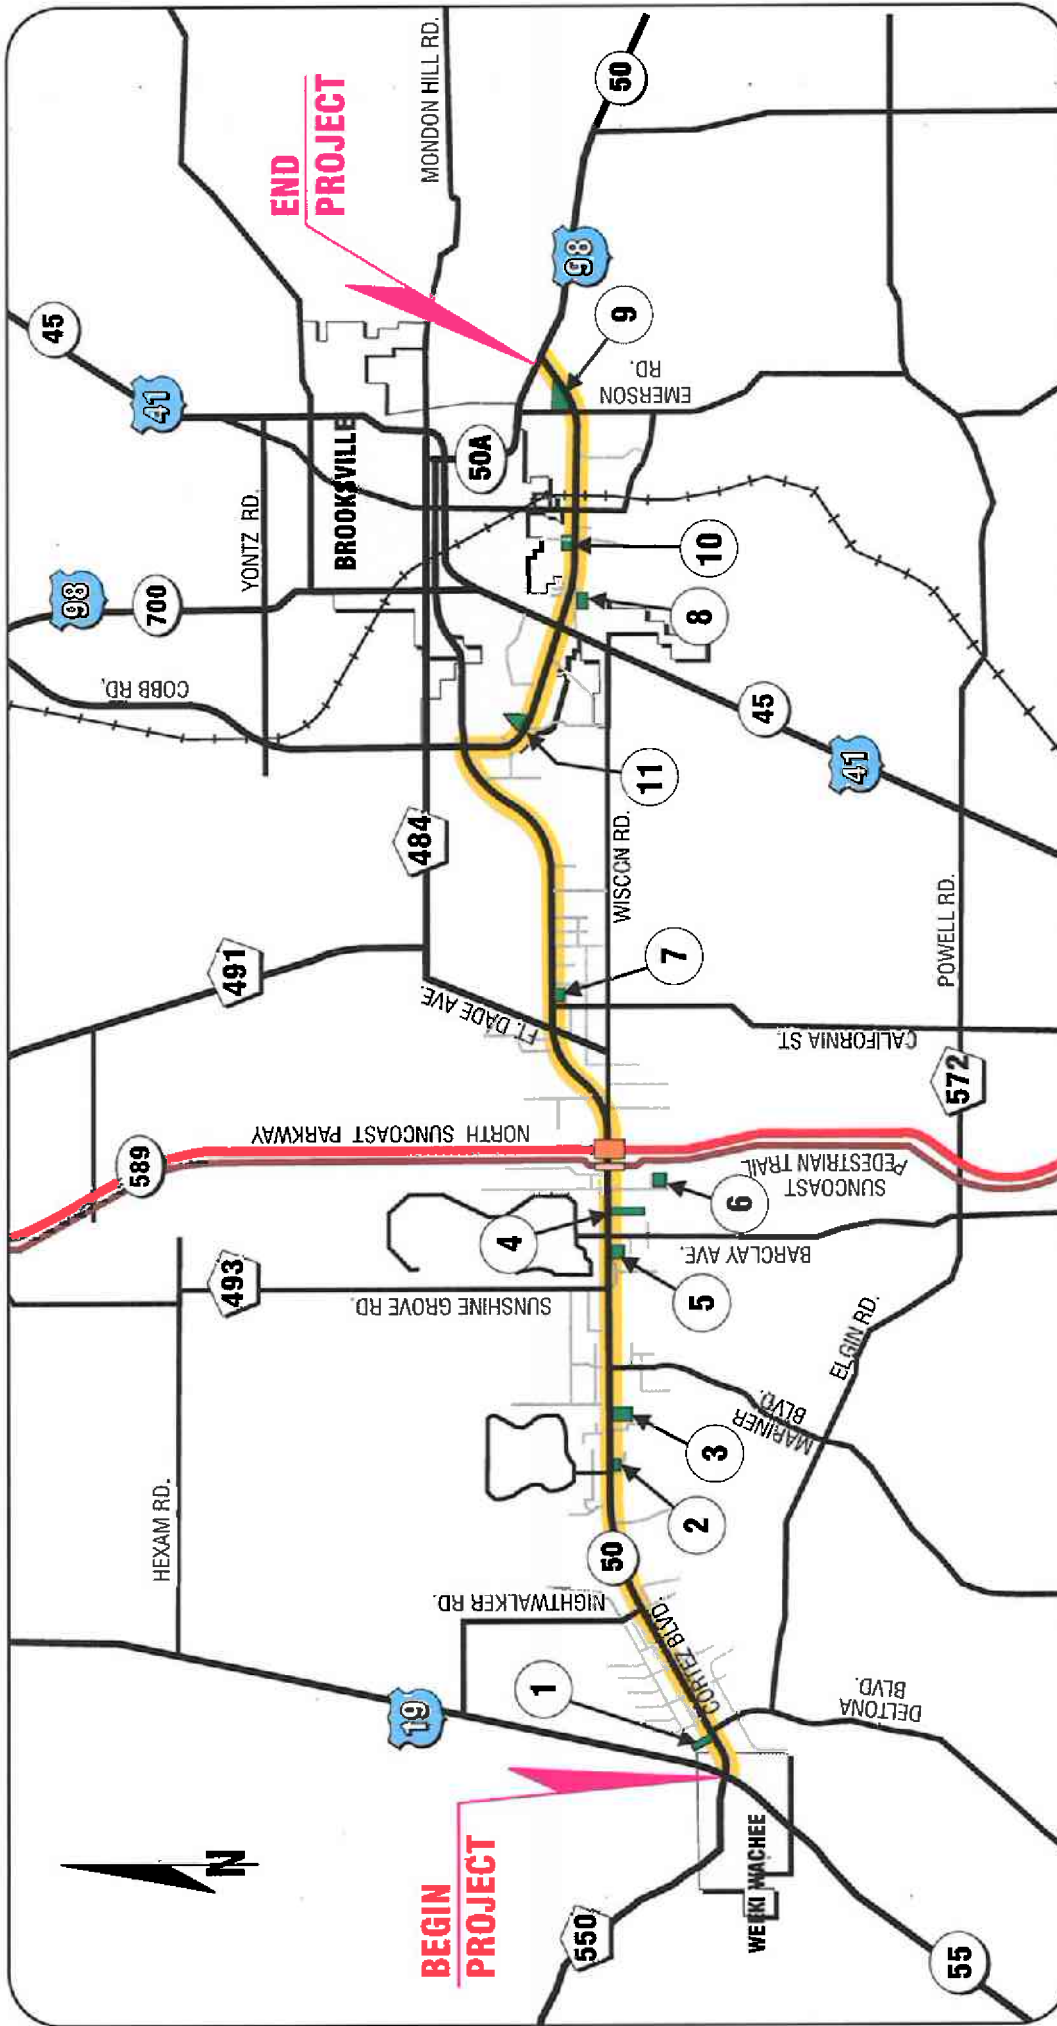 N
BEGIN
PROJECT
END
PROJECT
550
55
WEEKI WACHEE
19
1
CORTEZ BLVD.
DELTONA
BLVD.
NIGHTWALKER RD.
HEXAM RD.
50
2
3
MARINER
BLVD.
ELGIN RD.
493
SUNSHINE GROVE RD.
5
BARCLAY AVE.
4
6
589
NORTH SUNCOAST PARKWAY
SUNCOAST
PEDESTRIAN TRAIL
572
POWELL RD.
CALIFORNIA ST.
FT. DADE AVE.
491
7
484
WISCON RD.
11
41
45
COBB RD.
98
700
YONTZ RD.
BROOKSVILLE
8
10
50A
41
45
EMERSON
RD.
9
98
50
MONDON HILL RD.